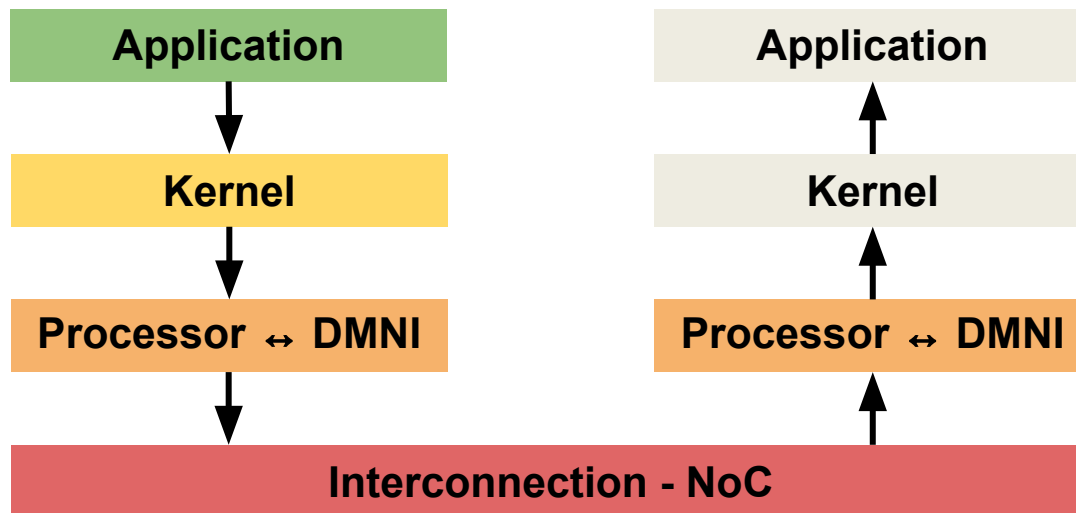 Application
Application
Kernel
Kernel
Processor ↔ DMNI
Processor ↔ DMNI
Interconnection - NoC